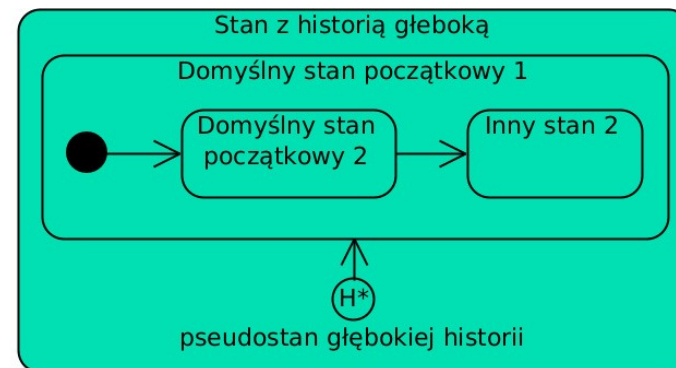 Stan z historią głeboką
Domyślny stan początkowy 1
Domyślny stan
początkowy 2
Inny stan 2
H*
pseudostan głębokiej historii